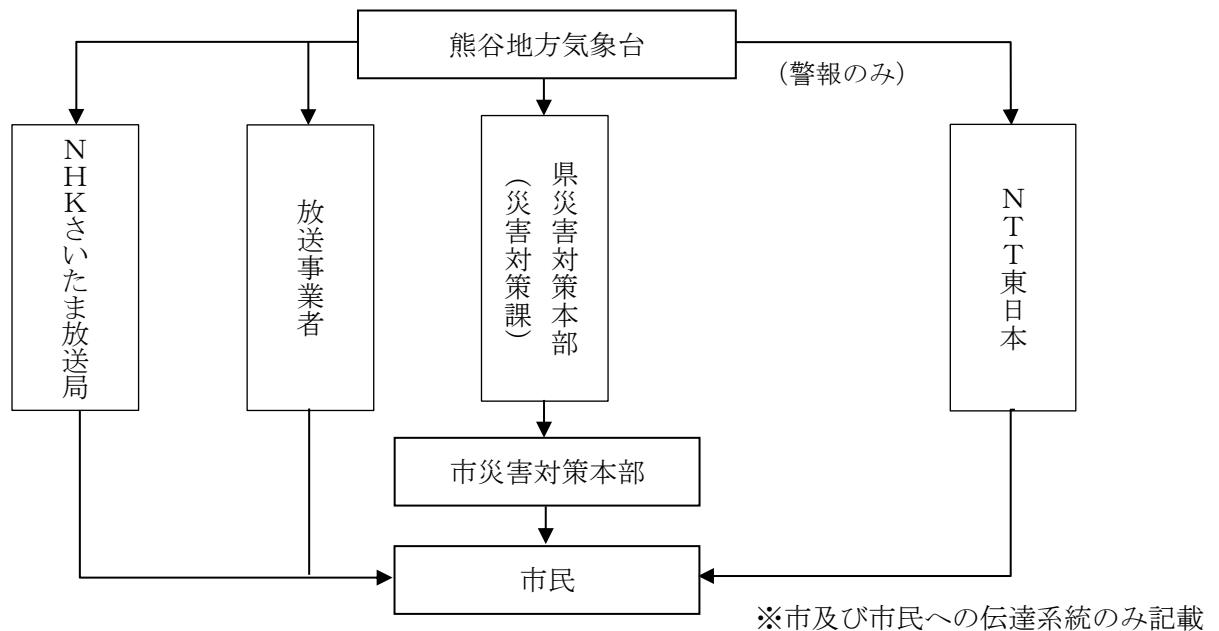 熊谷地方気象台
（警報のみ）
ＮＨＫさいたま放送局
放送事業者
県災害対策本部
（災害対策課）
ＮＴＴ東日本
市災害対策本部
市民
※市及び市民への伝達系統のみ記載